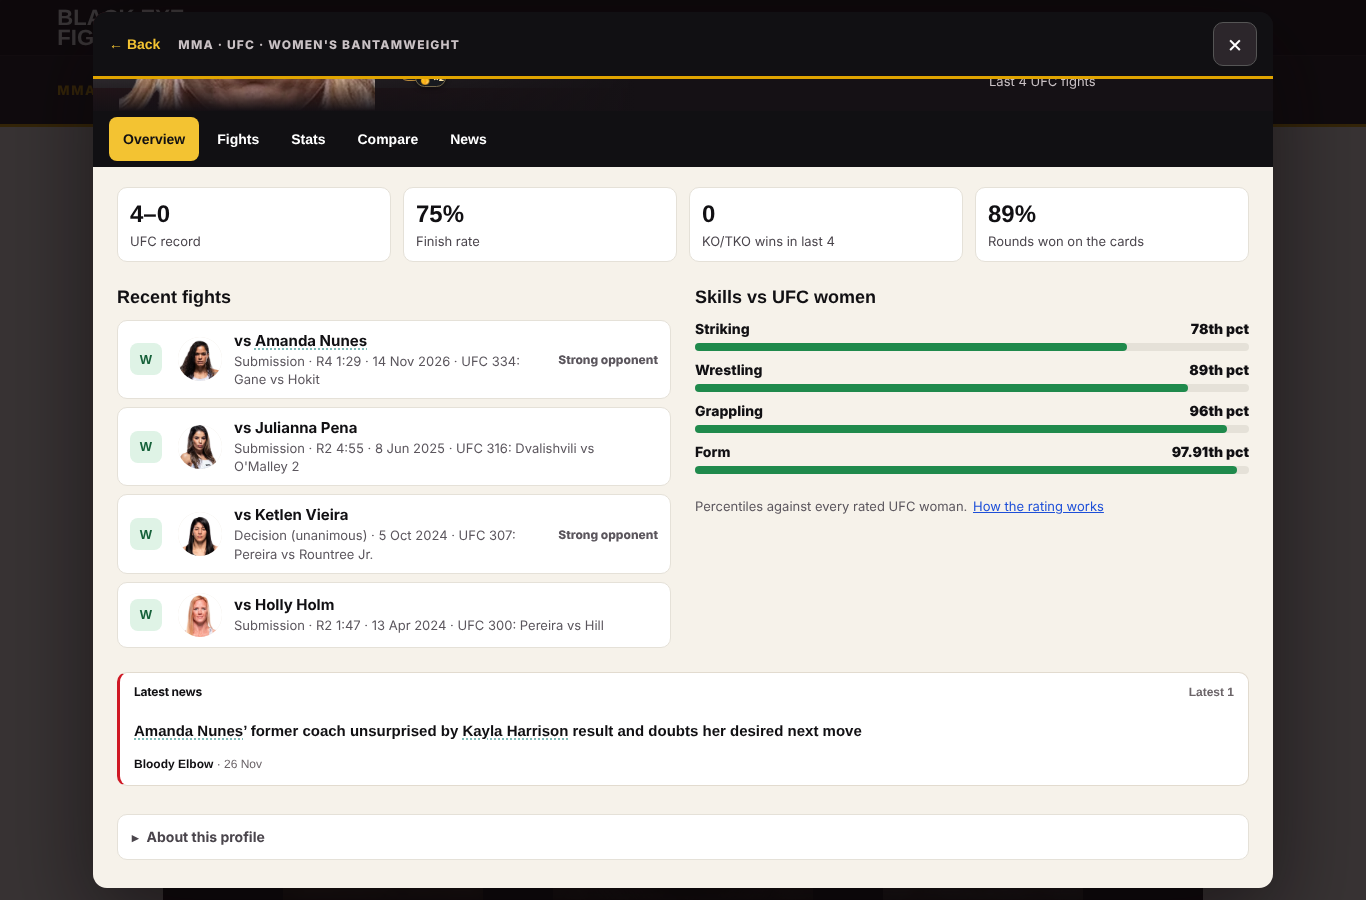 BLACK EYE
FIG
MMA
← Back
MMA · UFC · WOMEN'S BANTAMWEIGHT
×
Last 4 UFC fights
Overview
Fights
Stats
Compare
News
4–0
UFC record
75%
Finish rate
0
KO/TKO wins in last 4
89%
Rounds won on the cards
Recent fights
W
vs Amanda Nunes
Submission · R4 1:29 · 14 Nov 2026 · UFC 334:
Gane vs Hokit
Strong opponent
W
vs Julianna Pena
Submission · R2 4:55 · 8 Jun 2025 · UFC 316: Dvalishvili vs
O'Malley 2
W
vs Ketlen Vieira
Decision (unanimous) · 5 Oct 2024 · UFC 307:
Pereira vs Rountree Jr.
Strong opponent
W
vs Holly Holm
Submission · R2 1:47 · 13 Apr 2024 · UFC 300: Pereira vs Hill
Skills vs UFC women
Striking
78th pct
Wrestling
89th pct
Grappling
96th pct
Form
97.91th pct
Percentiles against every rated UFC woman. How the rating works
Latest news
Latest 1
Amanda Nunes’ former coach unsurprised by Kayla Harrison result and doubts her desired next move
Bloody Elbow · 26 Nov
▸ About this profile